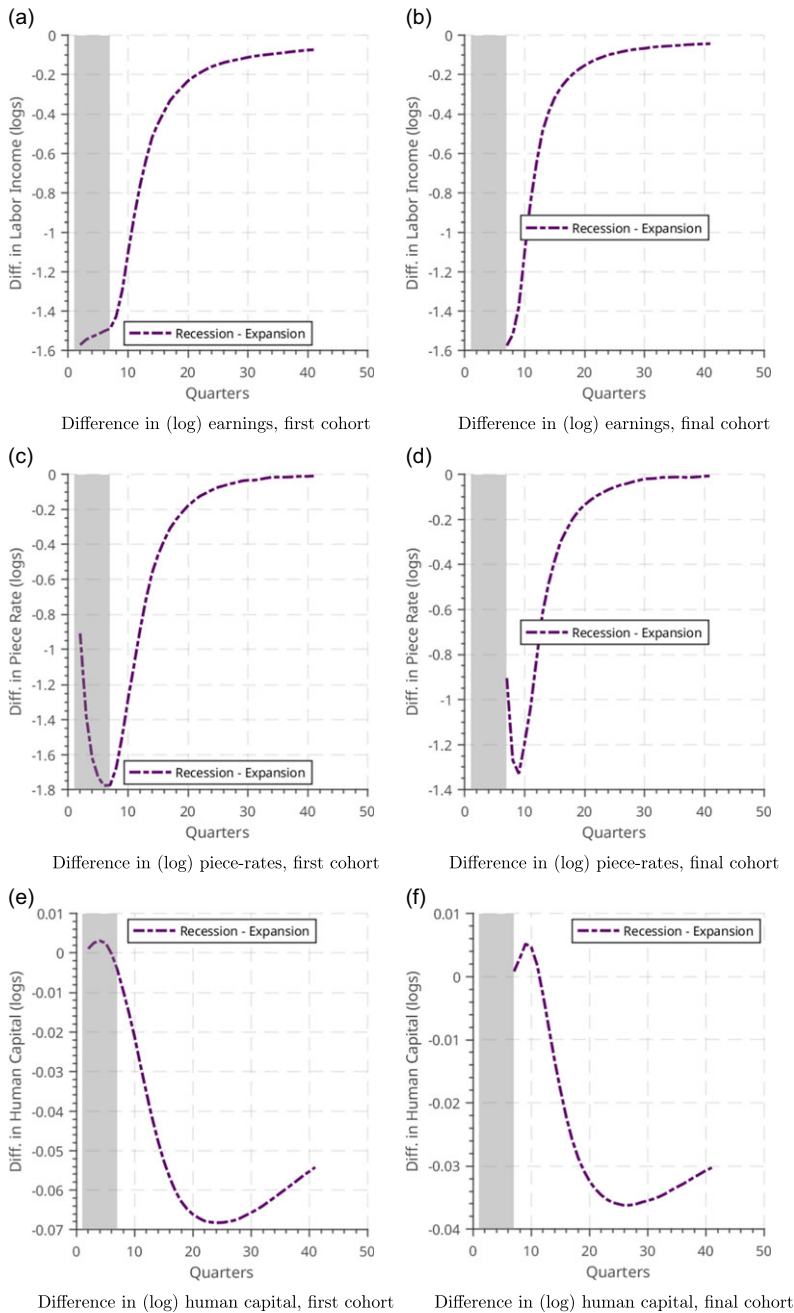 (a)
(b)
0
-0.2
-0.4
-0.6
-0.8
-1
-1.2
-1.4
-1.6
Diff. in Labor Income (logs)
Recession - Expansion
0 10 20 30 40 50
Quarters
Difference in (log) earnings, first cohort
0
-0.2
-0.4
-0.6
-0.8
-1
-1.2
-1.4
-1.6
Diff. in Labor Income (logs)
Recession - Expansion
0 10 20 30 40 50
Quarters
Difference in (log) earnings, final cohort
(c)
(d)
0
-0.2
-0.4
-0.6
-0.8
-1
-1.2
-1.4
-1.6
-1.8
Diff. in Piece Rate (logs)
Recession - Expansion
0 10 20 30 40 50
Quarters
Difference in (log) piece-rates, first cohort
0
-0.2
-0.4
-0.6
-0.8
-1
-1.2
-1.4
Diff. in Piece Rate (logs)
Recession - Expansion
0 10 20 30 40 50
Quarters
Difference in (log) piece-rates, final cohort
(e)
(f)
0.01
0
-0.01
-0.02
-0.03
-0.04
-0.05
-0.06
-0.07
Diff. in Human Capital (logs)
Recession - Expansion
0 10 20 30 40 50
Quarters
Difference in (log) human capital, first cohort
0.01
0
-0.01
-0.02
-0.03
-0.04
Diff. in Human Capital (logs)
Recession - Expansion
0 10 20 30 40 50
Quarters
Difference in (log) human capital, final cohort